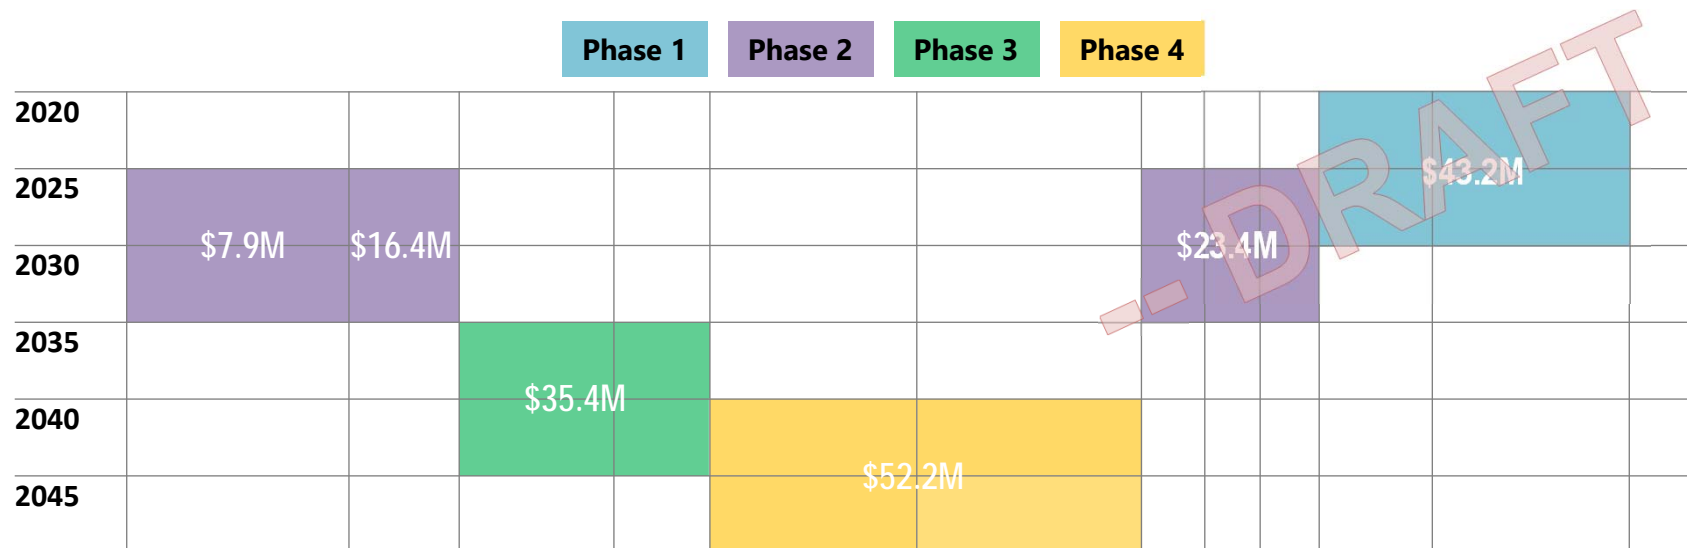 Phase 1 Phase 2 Phase 3 Phase 4
2020
$43.2M
2025
$7.9M $16.4M $23.4M
2030
2035
$35.4M
2040
$52.2M
2045
-- DRAFT